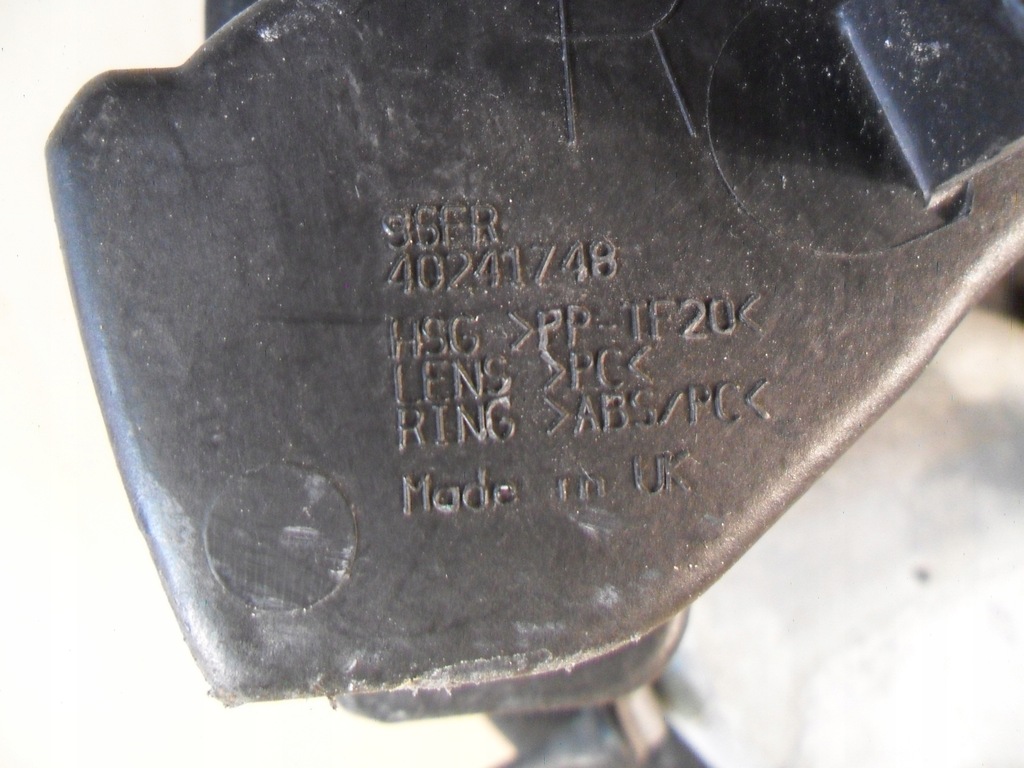 96ER
40241748
HSG >PP-TF20<
LENS >PC<
RING >ABS/PC<
Made in UK